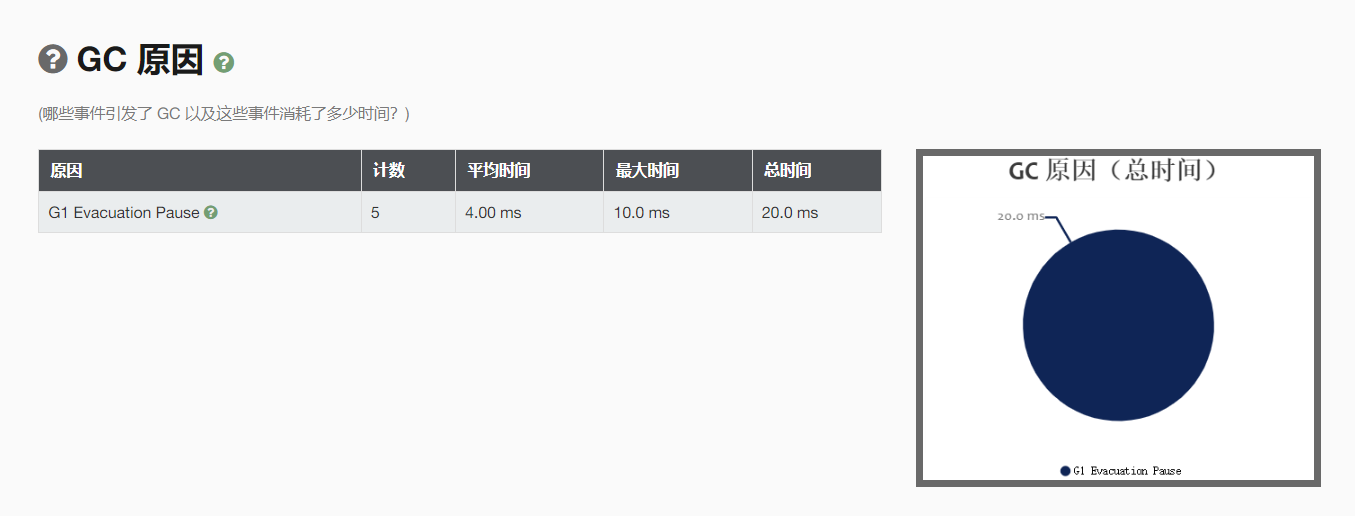 GC 原因
(哪些事件引发了 GC 以及这些事件消耗了多少时间？)
原因 计数 平均时间 最大时间 总时间
G1 Evacuation Pause 5 4.00 ms 10.0 ms 20.0 ms
GC 原因（总时间）
20.0 ms
G1 Evacuation Pause